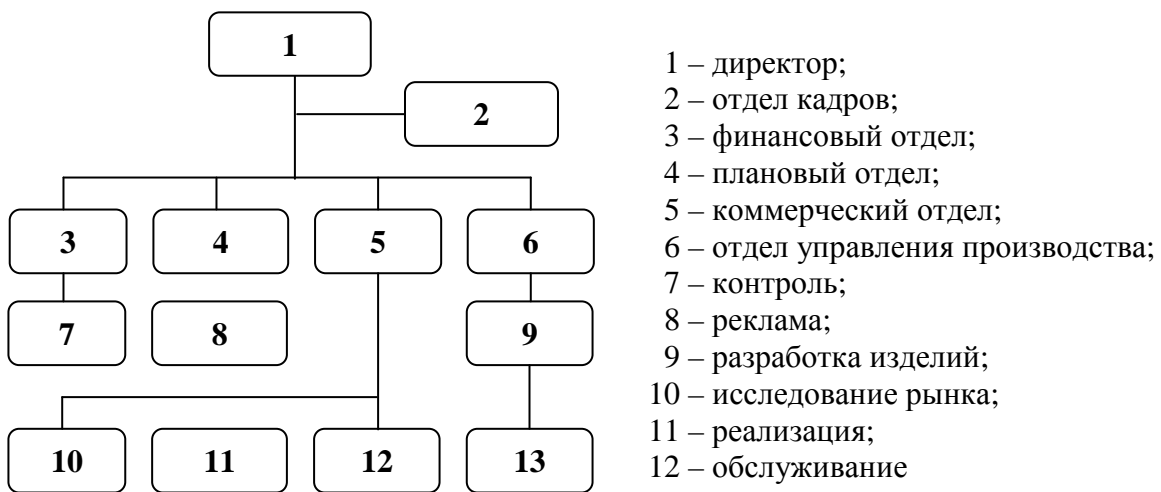 1
2
3 4 5 6
7 8 9
10 11 12 13
1 – директор;
2 – отдел кадров;
3 – финансовый отдел;
4 – плановый отдел;
5 – коммерческий отдел;
6 – отдел управления производства;
7 – контроль;
8 – реклама;
9 – разработка изделий;
10 – исследование рынка;
11 – реализация;
12 – обслуживание